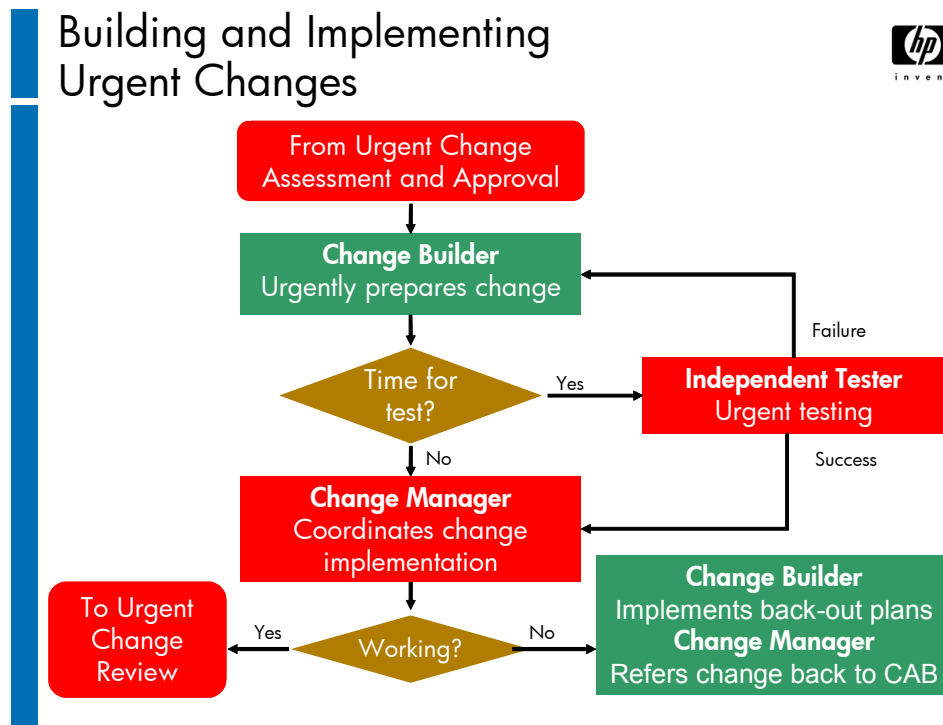 Building and Implementing
Urgent Changes
hp
inven
From Urgent Change
Assessment and Approval
Change Builder
Urgently prepares change
Failure
Time for
test?
Yes
Independent Tester
Urgent testing
No
Success
Change Manager
Coordinates change
implementation
Change Builder
Implements back-out plans
Change Manager
Refers change back to CAB
To Urgent
Change
Review
Yes
Working?
No